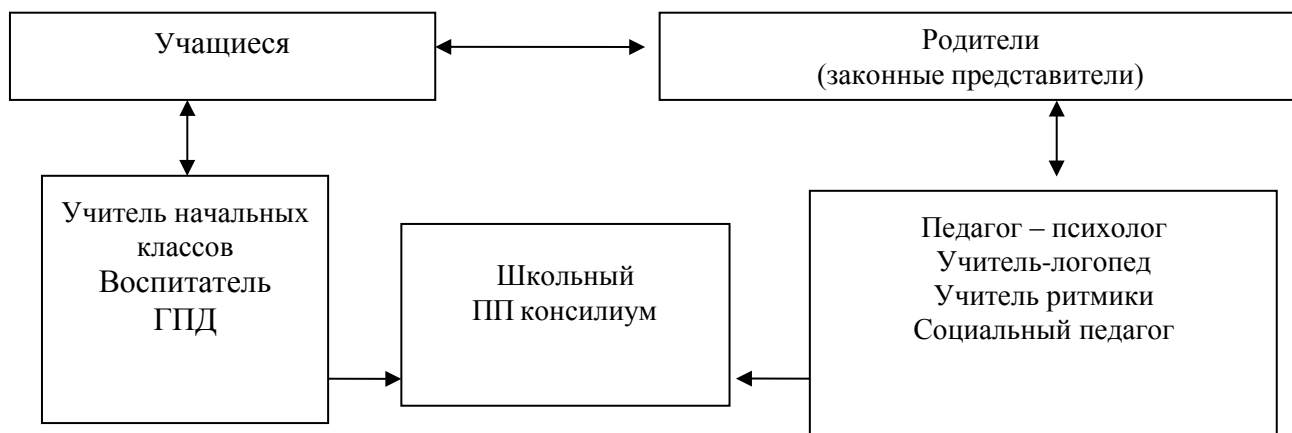 Учащиеся
Родители
(законные представители)
Учитель начальных
классов
Воспитатель
ГПД
Школьный
ПП консилиум
Педагог – психолог
Учитель-логопед
Учитель ритмики
Социальный педагог